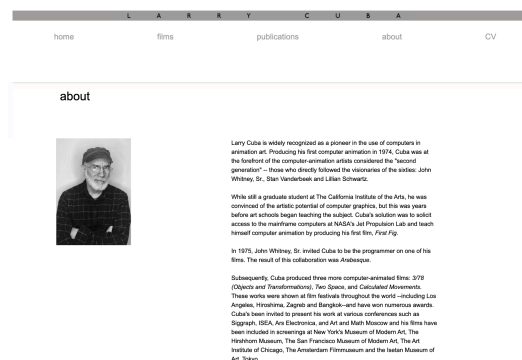 LARRY CUBA
home films publications about CV
about
Larry Cuba is widely recognized as a pioneer in the use of computers in
animation art. Producing his first computer animation in 1974, Cuba was at
the forefront of the computer-animation artists considered the "second
generation" -- those who directly followed the visionaries of the sixties: John
Whitney, Sr., Stan Vanderbeek and Lillian Schwartz.
While still a graduate student at The California Institute of the Arts, he was
convinced of the artistic potential of computer graphics, but this was years
before art schools began teaching the subject. Cuba's solution was to solicit
access to the mainframe computers at NASA's Jet Propulsion Lab and teach
himself computer animation by producing his first film, First Fig.
In 1975, John Whitney, Sr. invited Cuba to be the programmer on one of his
films. The result of this collaboration was Arabesque.
Subsequently, Cuba produced three more computer-animated films: 3/78
(Objects and Transformations), Two Space, and Calculated Movements.
These works were shown at film festivals throughout the world --including Los
Angeles, Hiroshima, Zagreb and Bangkok--and have won numerous awards.
Cuba's been invited to present his work at various conferences such as
Siggraph, ISEA, Ars Electronica, and Art and Math Moscow and his films have
been included in screenings at New York's Museum of Modern Art, The
Hirshhorn Museum, The San Francisco Museum of Modern Art, The Art
Institute of Chicago, The Amsterdam Filmmuseum and the Isetan Museum of
Art, Tokyo.